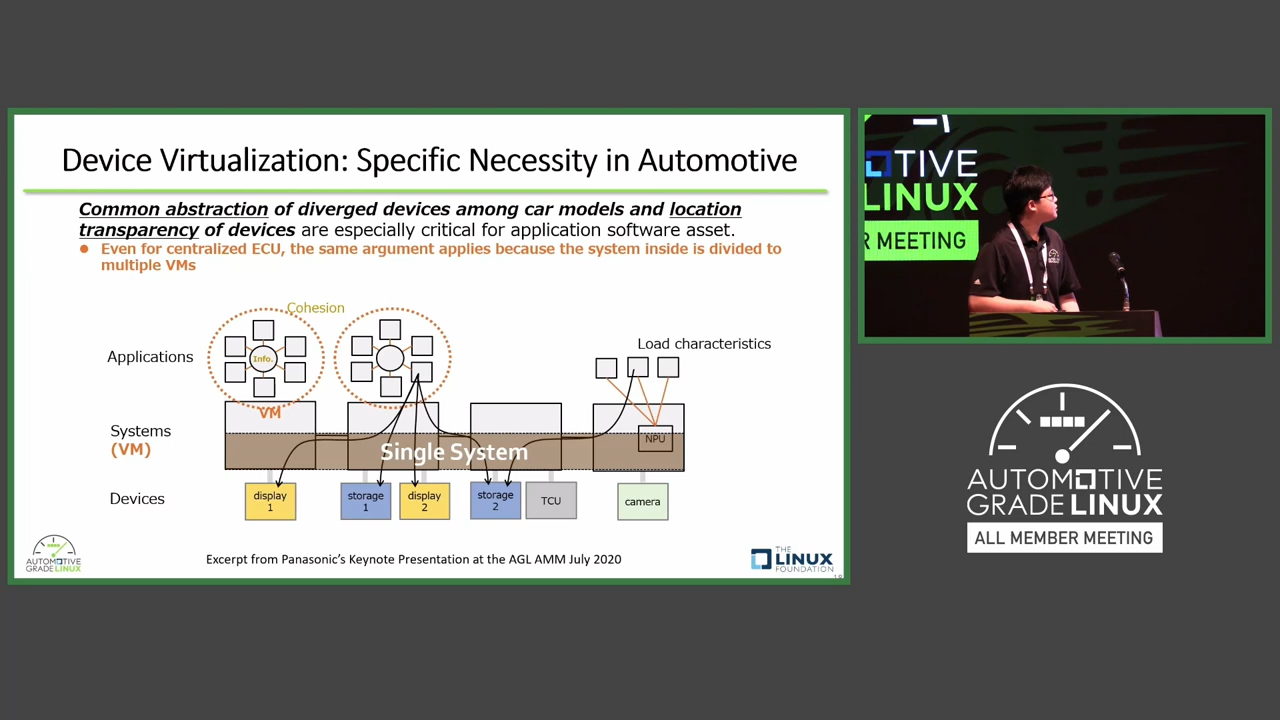 Device Virtualization: Specific Necessity in Automotive
Common abstraction of diverged devices among car models and location
transparency of devices are especially critical for application software asset.
Even for centralized ECU, the same argument applies because the system inside is divided to
multiple VMs
Cohesion
Applications
Info.
Load characteristics
VM
Systems
(VM)
Single System
NPU
Devices
display
1
storage
1
display
2
storage
2
TCU
camera
Excerpt from Panasonic's Keynote Presentation at the AGL AMM July 2020
AUTOMOTIVE
GRADE LINUX
THE
LINUX
FOUNDATION
18
OTIVE
LINUX
R MEETING
AUTOMOTIVE
GRADE LINUX
ALL MEMBER MEETING